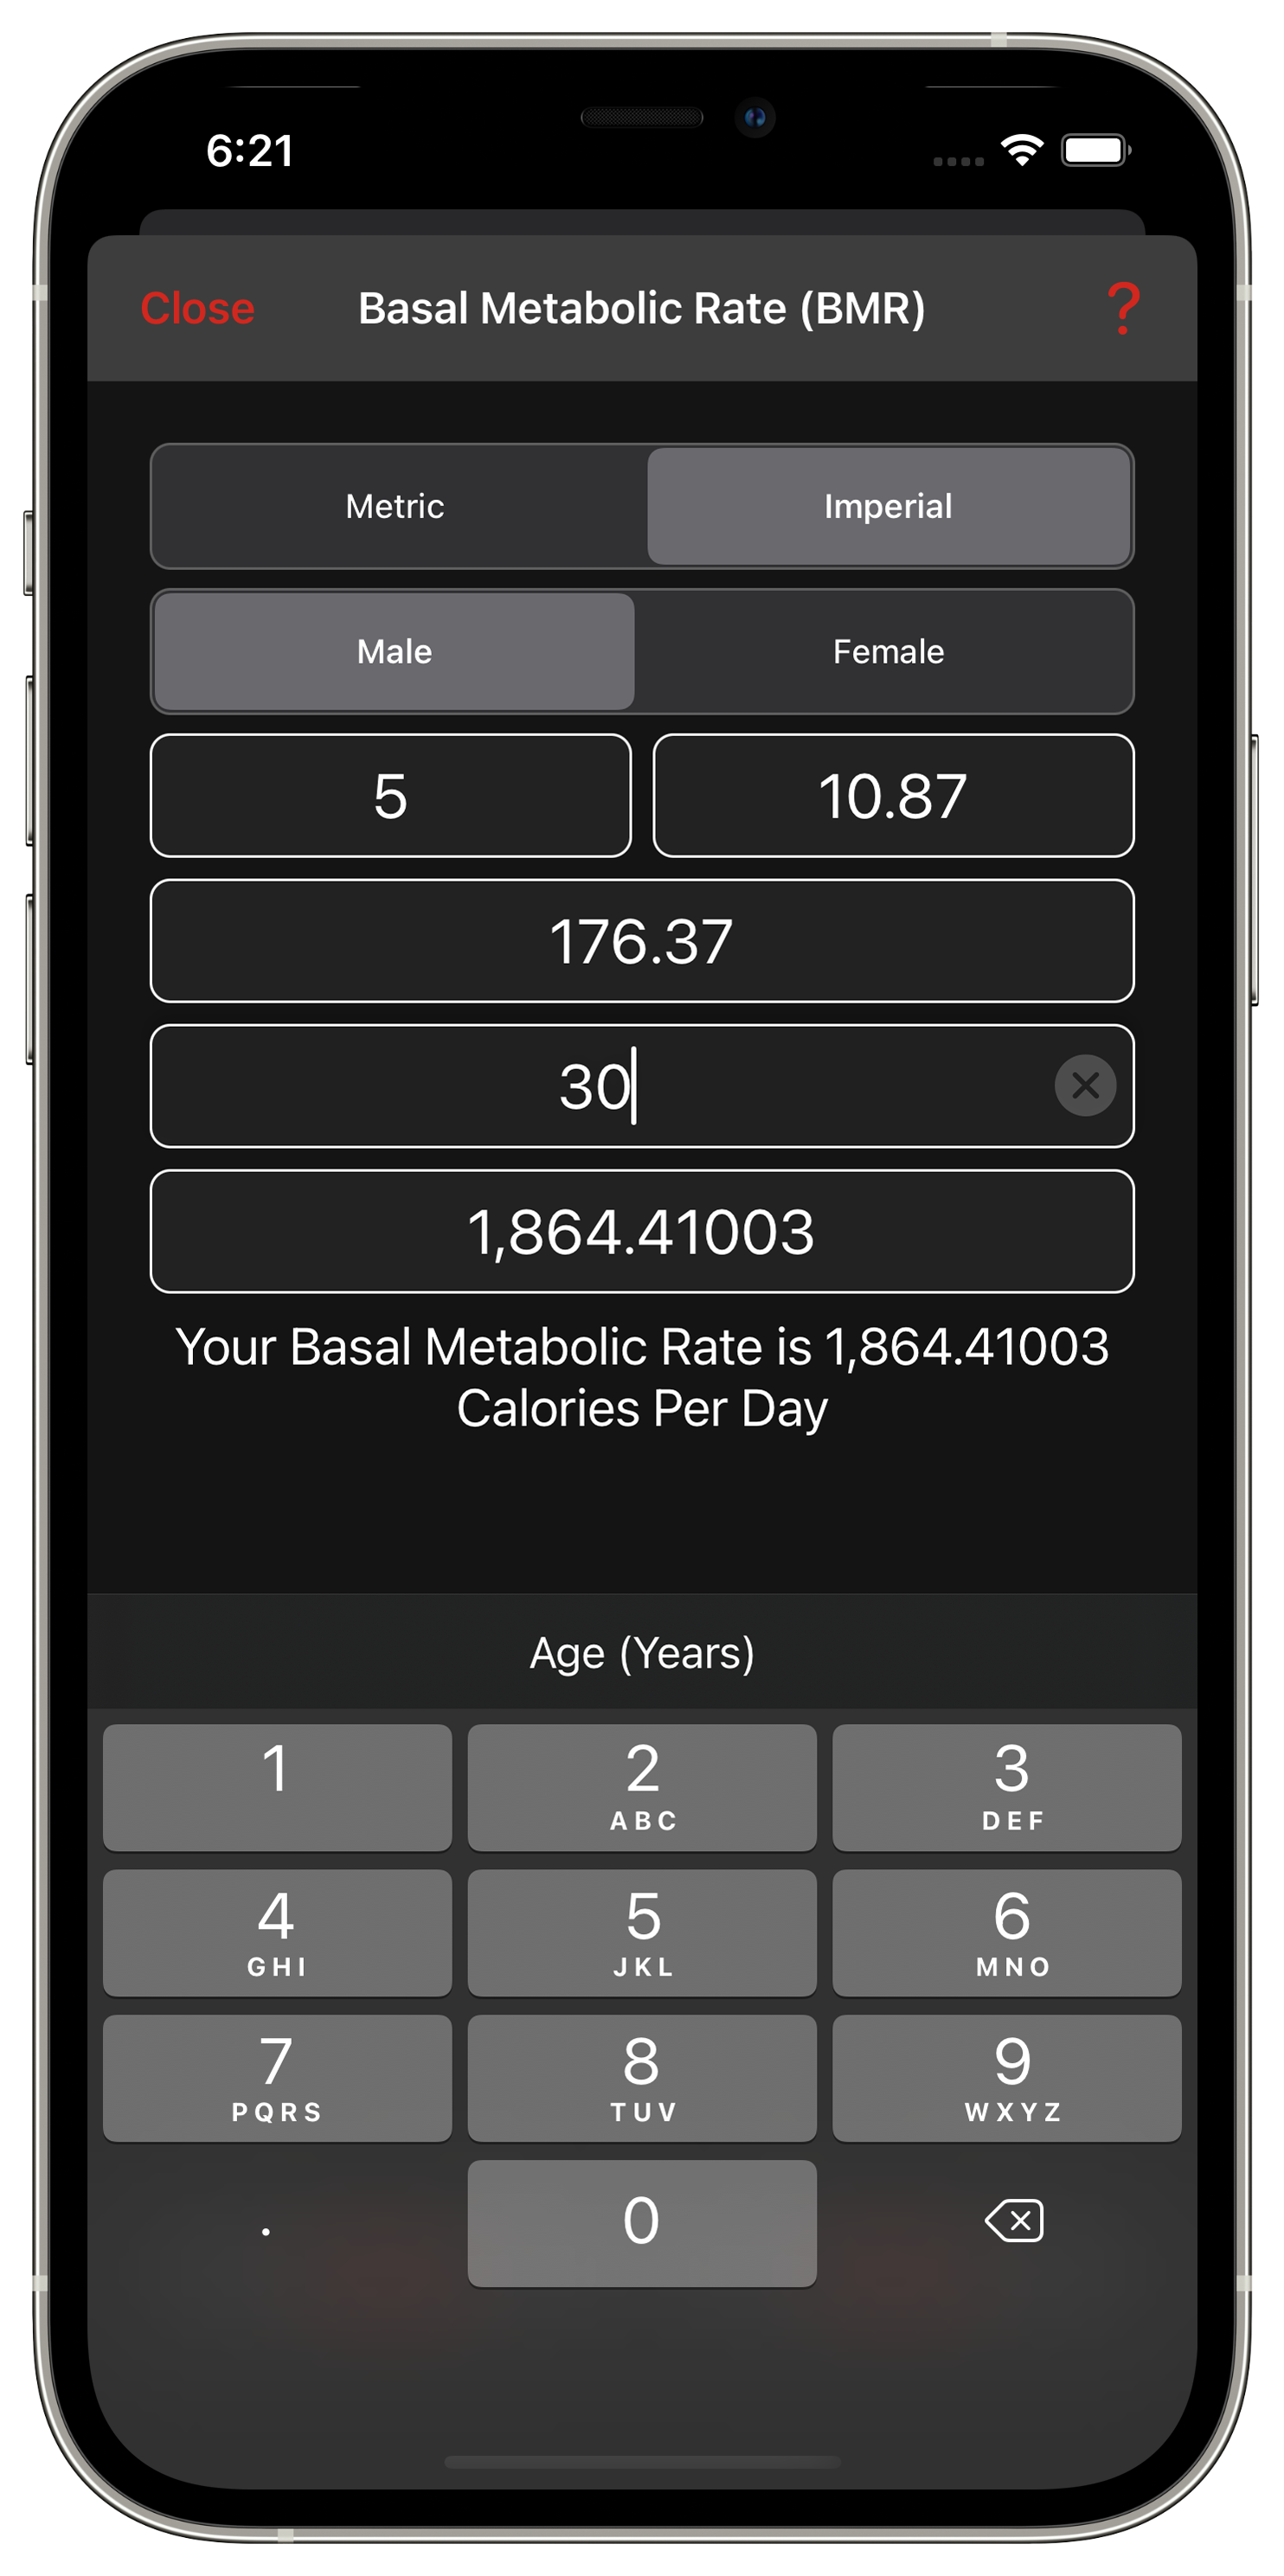 6:21
Close Basal Metabolic Rate (BMR) ?
Metric Imperial
Male Female
5 10.87
176.37
30
1,864.41003
Your Basal Metabolic Rate is 1,864.41003
Calories Per Day
Age (Years)
1 2 3
ABC DEF
4 5 6
GHI JKL MNO
7 8 9
PQRS TUV WXYZ
. 0